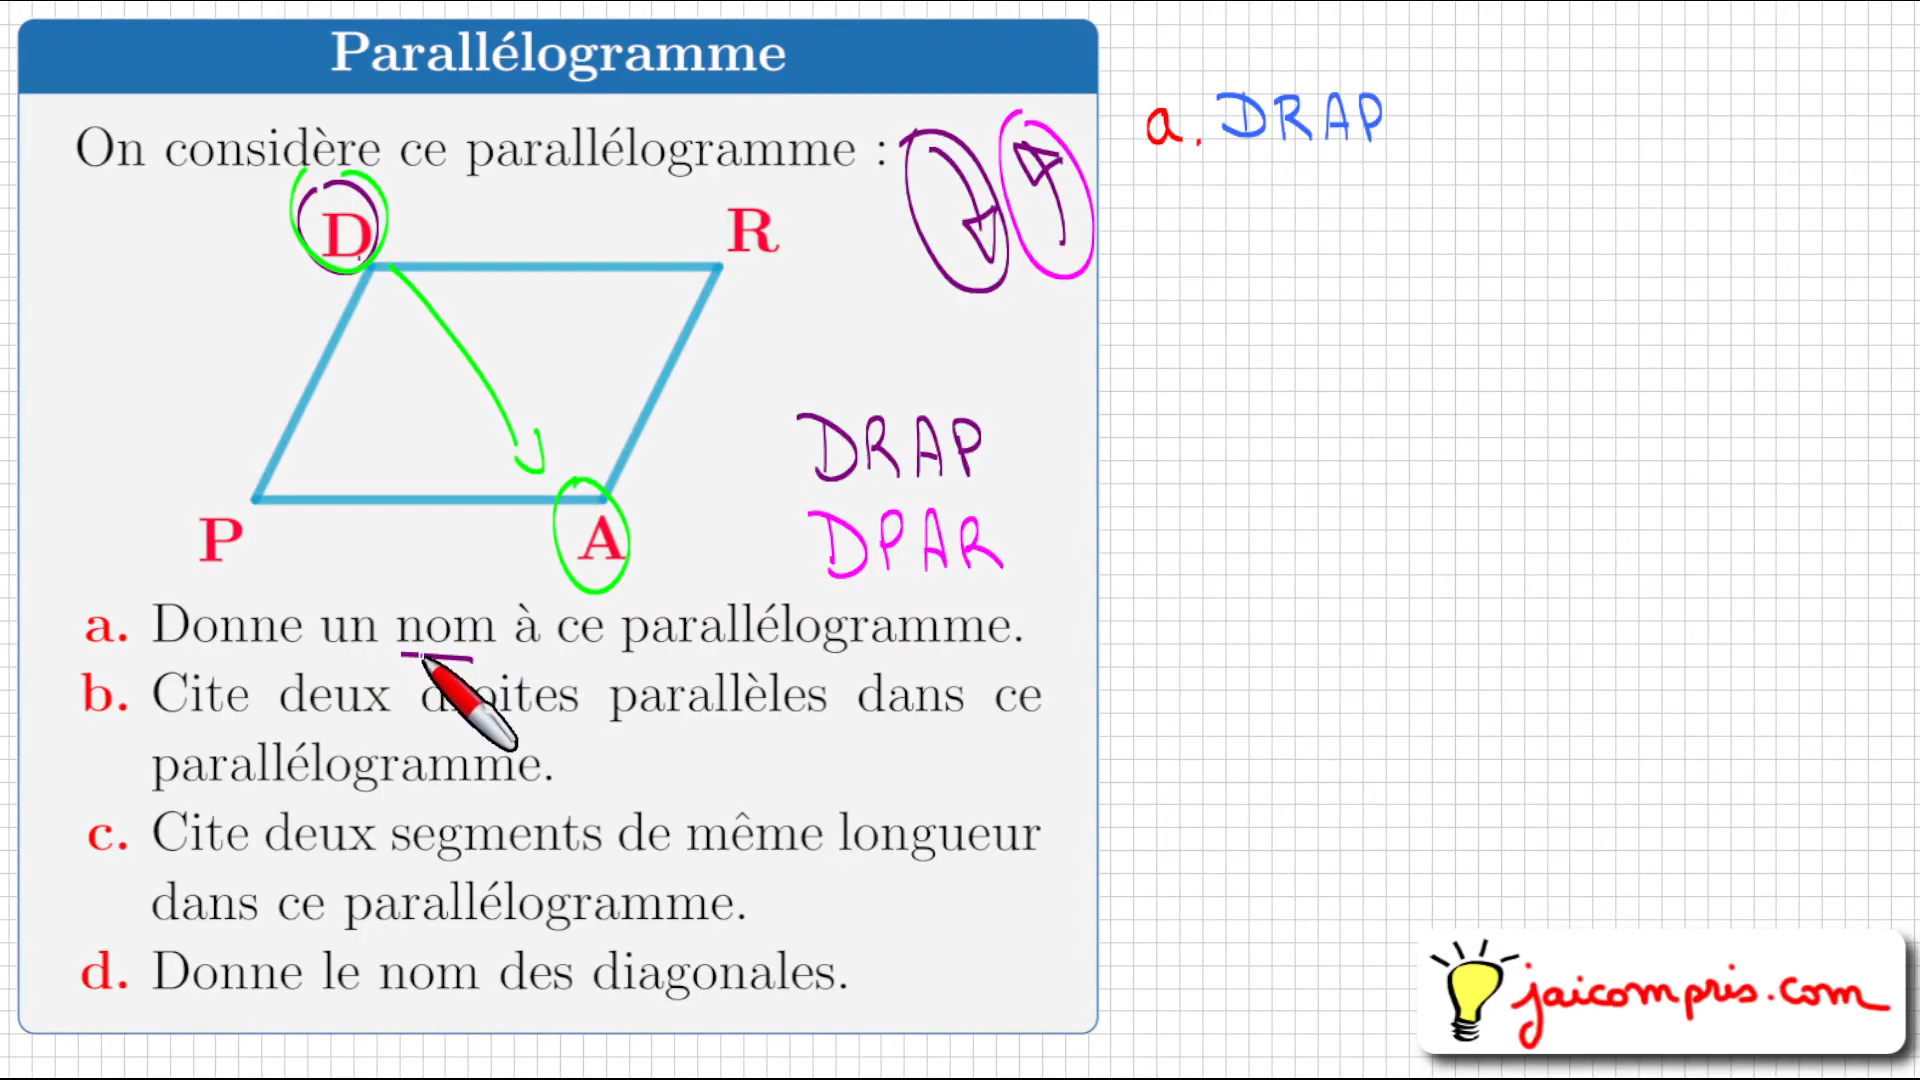 Parallélogramme
a. DRAP
On considère ce parallélogramme :
D
R
DRAP
DPAR
P
A
a. Donne un nom à ce parallélogramme.
b. Cite deux droites parallèles dans ce
parallélogramme.
c. Cite deux segments de même longueur
dans ce parallélogramme.
d. Donne le nom des diagonales.
jaicompris.com